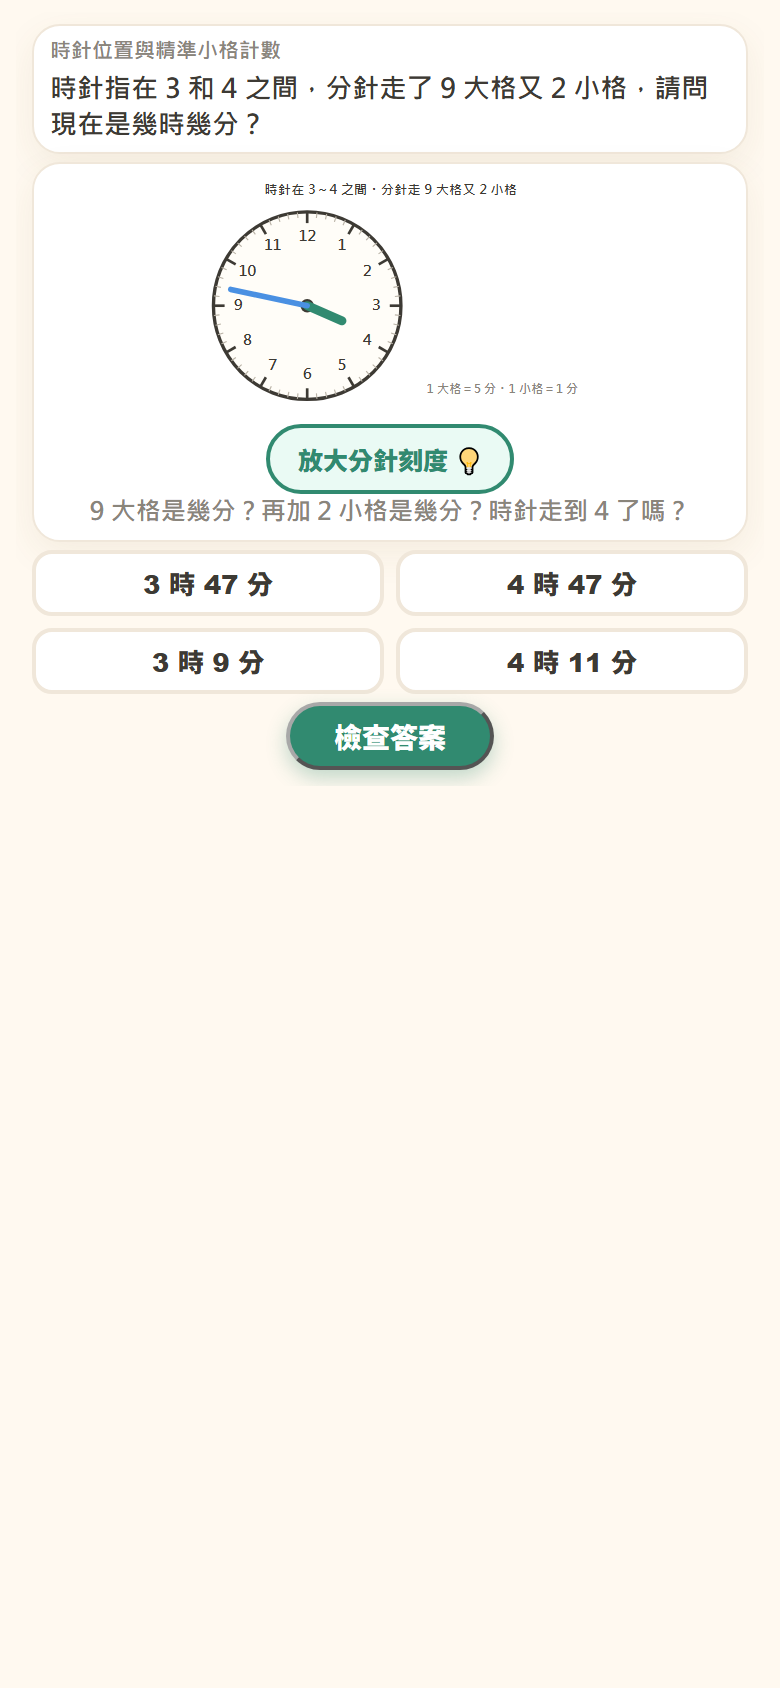 時針位置與精準小格計數
時針指在 3 和 4 之間，分針走了 9 大格又 2 小格，請問
現在是幾時幾分？
時針在 3~4 之間．分針走 9 大格又 2 小格
12
11
1
10
2
9
3
8
4
7
5
6
1 大格=5 分．1 小格=1 分
放大分針刻度
9 大格是幾分？再加 2 小格是幾分？時針走到 4 了嗎？
3 時 47 分
4 時 47 分
3 時 9 分
4 時 11 分
檢查答案